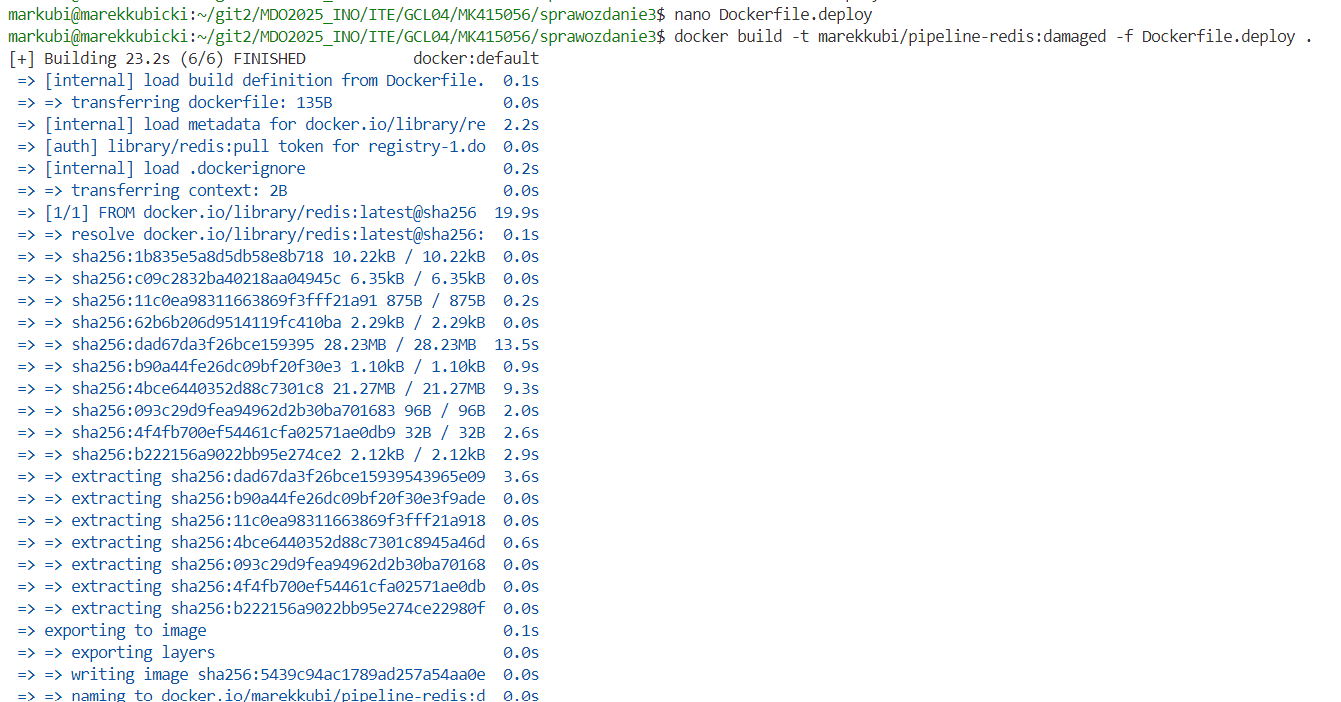 markubi@marekkubicki:~/git2/MDO2025_INO/ITE/GCL04/MK415056/sprawozdanie3$ nano Dockerfile.deploy
markubi@marekkubicki:~/git2/MDO2025_INO/ITE/GCL04/MK415056/sprawozdanie3$ docker build -t marekkubi/pipeline-redis:damaged -f Dockerfile.deploy .
[+] Building 23.2s (6/6) FINISHED docker:default
=> [internal] load build definition from Dockerfile. 0.1s
=> => transferring dockerfile: 135B 0.0s
=> [internal] load metadata for docker.io/library/re 2.2s
=> [auth] library/redis:pull token for registry-1.do 0.0s
=> [internal] load .dockerignore 0.2s
=> => transferring context: 2B 0.0s
=> [1/1] FROM docker.io/library/redis:latest@sha256 19.9s
=> => resolve docker.io/library/redis:latest@sha256: 0.1s
=> => sha256:1b835e5a8d5db58e8b718 10.22kB / 10.22kB 0.0s
=> => sha256:c09c2832ba40218aa04945c 6.35kB / 6.35kB 0.0s
=> => sha256:11c0ea98311663869f3fff21a91 875B / 875B 0.2s
=> => sha256:62b6b206d9514119fc410ba 2.29kB / 2.29kB 0.0s
=> => sha256:dad67da3f26bce159395 28.23MB / 28.23MB 13.5s
=> => sha256:b90a44fe26dc09bf20f30e3 1.10kB / 1.10kB 0.9s
=> => sha256:4bce6440352d88c7301c8 21.27MB / 21.27MB 9.3s
=> => sha256:093c29d9fea94962d2b30ba701683 96B / 96B 2.0s
=> => sha256:4f4fb700ef54461cfa02571ae0db9 32B / 32B 2.6s
=> => sha256:b222156a9022bb95e274ce2 2.12kB / 2.12kB 2.9s
=> => extracting sha256:dad67da3f26bce15939543965e09 3.6s
=> => extracting sha256:b90a44fe26dc09bf20f30e3f9ade 0.0s
=> => extracting sha256:11c0ea98311663869f3fff21a918 0.0s
=> => extracting sha256:4bce6440352d88c7301c8945a46d 0.6s
=> => extracting sha256:093c29d9fea94962d2b30ba70168 0.0s
=> => extracting sha256:4f4fb700ef54461cfa02571ae0db 0.0s
=> => extracting sha256:b222156a9022bb95e274ce22980f 0.0s
=> exporting to image 0.1s
=> => exporting layers 0.0s
=> => writing image sha256:5439c94ac1789ad257a54aa0e 0.0s
=> => naming to docker.io/marekkubi/pipeline-redis:d 0.0s